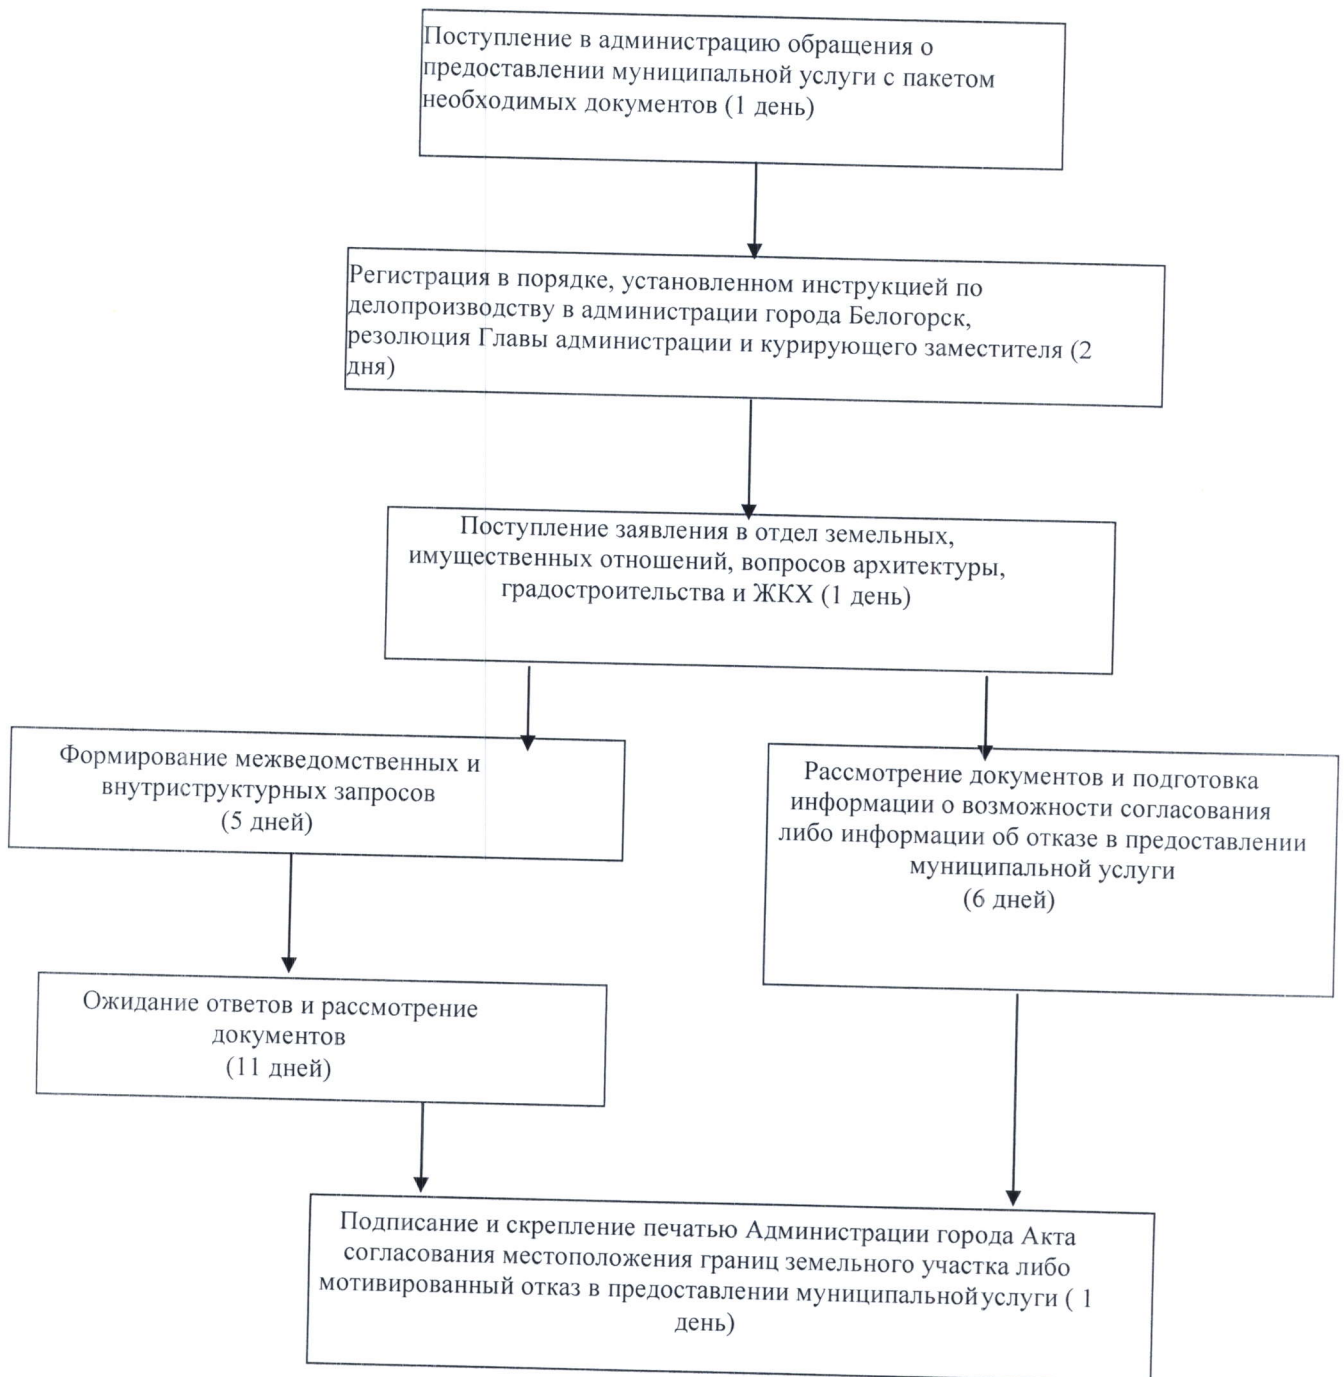 Поступление в администрацию обращения о
предоставлении муниципальной услуги с пакетом
необходимых документов (1 день)
Регистрация в порядке, установленном инструкцией по
делопроизводству в администрации города Белогорск,
резолюция Главы администрации и курирующего заместителя (2
дня)
Поступление заявления в отдел земельных,
имущественных отношений, вопросов архитектуры,
градостроительства и ЖКХ (1 день)
Формирование межведомственных и
внутриструктурных запросов
(5 дней)
Рассмотрение документов и подготовка
информации о возможности согласования
либо информации об отказе в предоставлении
муниципальной услуги
(6 дней)
Ожидание ответов и рассмотрение
документов
(11 дней)
Подписание и скрепление печатью Администрации города Акта
согласования местоположения границ земельного участка либо
мотивированный отказ в предоставлении муниципальной услуги ( 1
день)